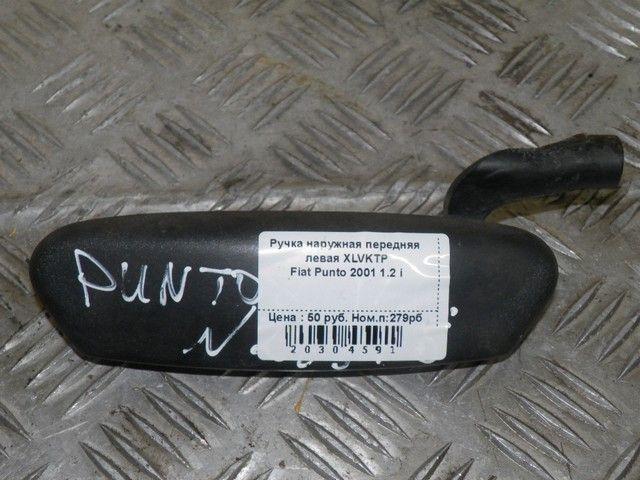 Ручка наружная передняя
левая XLVKTP
Fiat Punto 2001 1.2 i
Цена : 50 руб. Ном.п:279рб
20304591
PUNTO